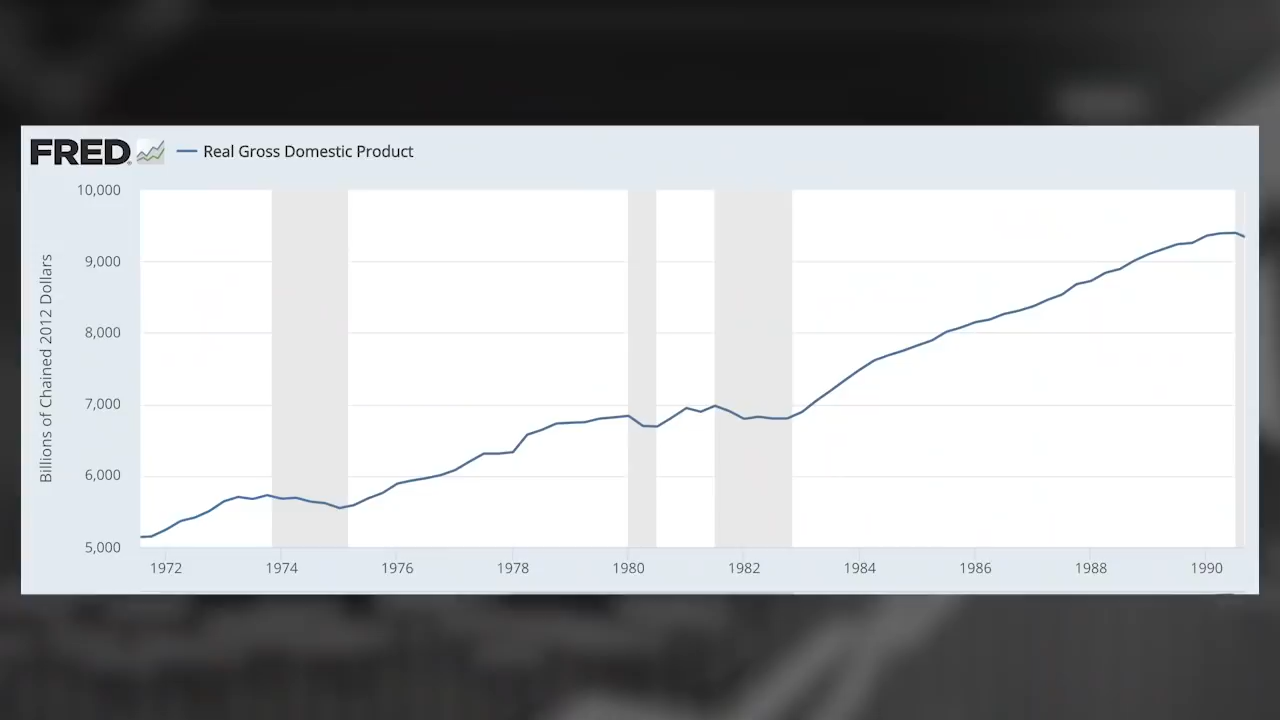 FRED
Real Gross Domestic Product
Billions of Chained 2012 Dollars
10,000
9,000
8,000
7,000
6,000
5,000
1972 1974 1976 1978 1980 1982 1984 1986 1988 1990